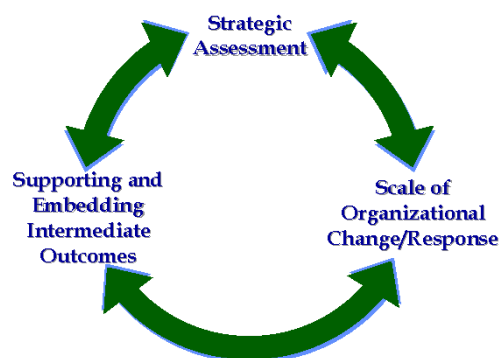 Strategic
Assessment
Supporting and
Embedding
Intermediate
Outcomes
Scale of
Organizational
Change/Response